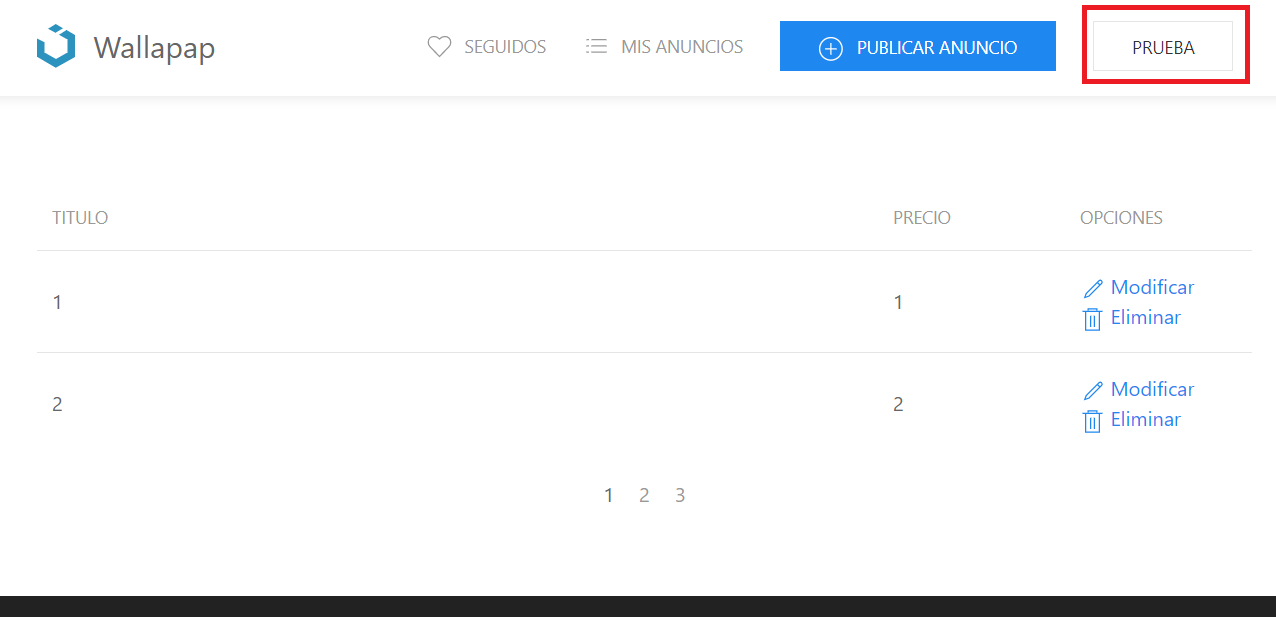 Wallapap SEGUIDOS MIS ANUNCIOS PUBLICAR ANUNCIO PRUEBA
TITULO PRECIO OPCIONES
1 1 Modificar
Eliminar
2 2 Modificar
Eliminar
1 2 3